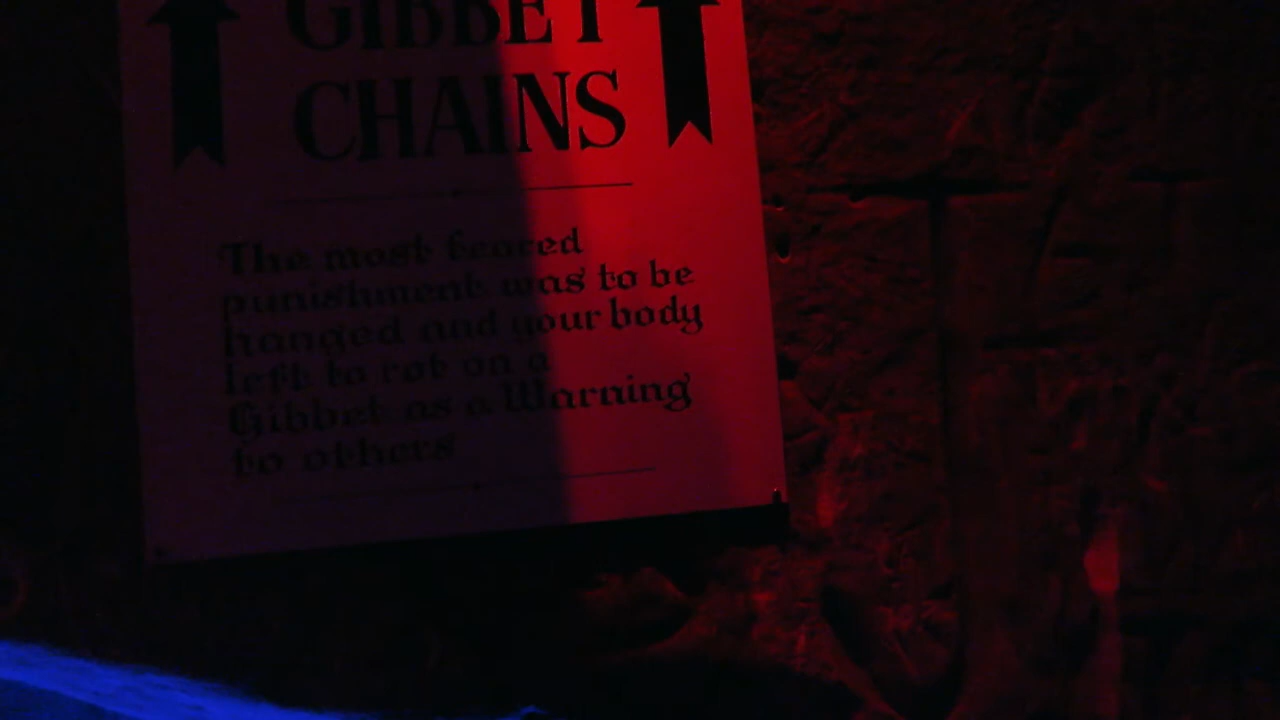 GIBBET
CHAINS
The most feared
punishment was to be
hanged and your body
left to rot on a
Gibbet as a Warning
to others